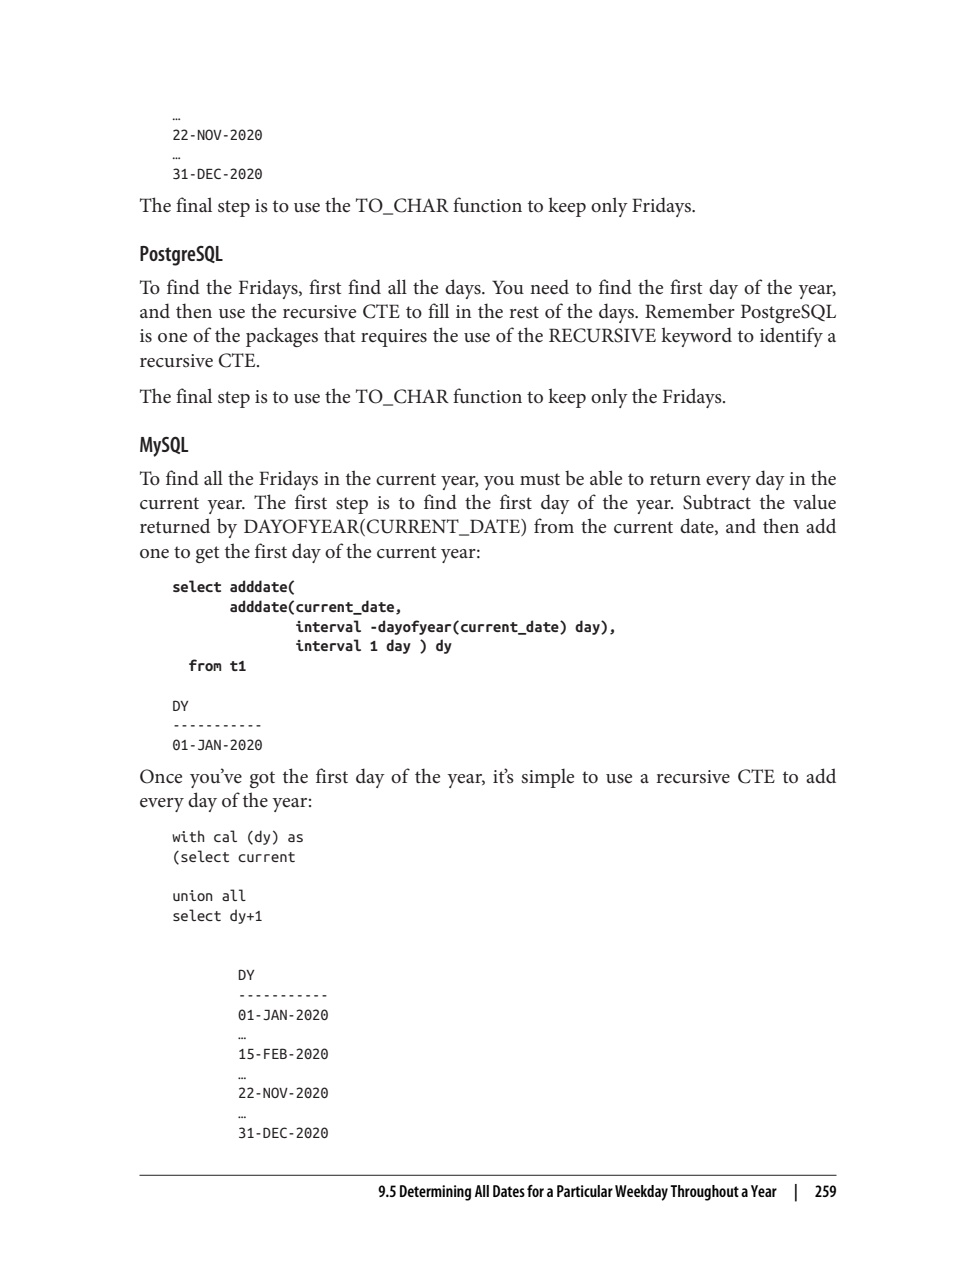 …
22-NOV-2020
…
31-DEC-2020
The final step is to use the TO_CHAR function to keep only Fridays.
PostgreSQL
To find the Fridays, first find all the days. You need to find the first day of the year,
and then use the recursive CTE to fill in the rest of the days. Remember PostgreSQL
is one of the packages that requires the use of the RECURSIVE keyword to identify a
recursive CTE.
The final step is to use the TO_CHAR function to keep only the Fridays.
MySQL
To find all the Fridays in the current year, you must be able to return every day in the
current year. The first step is to find the first day of the year. Subtract the value
returned by DAYOFYEAR(CURRENT_DATE) from the current date, and then add
one to get the first day of the current year:
select adddate(
adddate(current_date,
interval -dayofyear(current_date) day),
interval 1 day ) dy
from t1
DY
-----------
01-JAN-2020
Once you’ve got the first day of the year, it’s simple to use a recursive CTE to add
every day of the year:
with cal (dy) as
(select current
union all
select dy+1
DY
-----------
01-JAN-2020
…
15-FEB-2020
…
22-NOV-2020
…
31-DEC-2020
9.5 Determining All Dates for a Particular Weekday Throughout a Year | 259